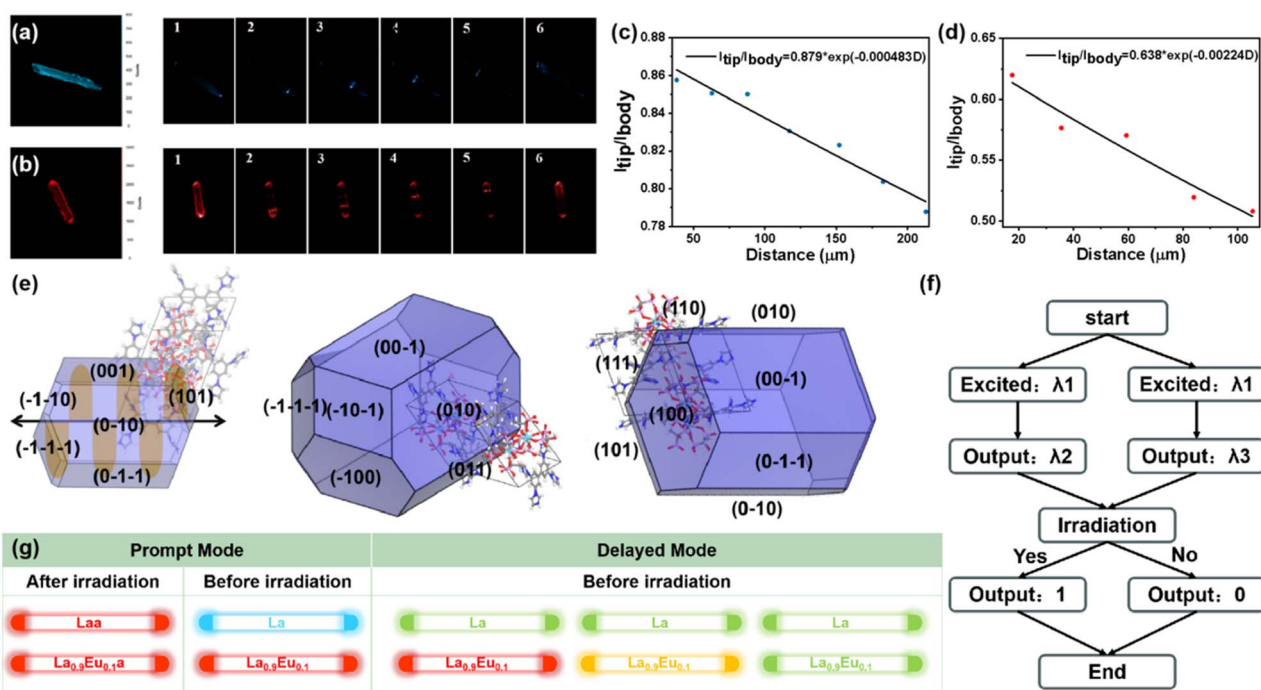 (a)
1 2 3 4 5 6
Counts
(b)
1 2 3 4 5 6
Counts
(c)
Itip/Ibody=0.879*exp(-0.000483D)
Itip/Ibody
0.88
0.86
0.84
0.82
0.80
0.78
50 100 150 200
Distance (μm)
(d)
Itip/Ibody=0.638*exp(-0.00224D)
Itip/Ibody
0.65
0.60
0.55
0.50
20 40 60 80 100
Distance (μm)
(e)
(001)
(-1-10)
(101)
(0-10)
(-1-1-1)
(0-1-1)
(00-1)
(-1-1-1)
(-10-1)
(010)
(-100)
(011)
(110)
(010)
(111)
(00-1)
(100)
(101)
(0-1-1)
(0-10)
(f)
start
Excited: λ1 Excited: λ1
Output: λ2 Output: λ3
Irradiation
Yes No
Output: 1 Output: 0
End
(g)
Prompt Mode Delayed Mode
After irradiation Before irradiation Before irradiation
Laa La La La La
La0.9Eu0.1a La0.9Eu0.1 La0.9Eu0.1 La0.9Eu0.1 La0.9Eu0.1